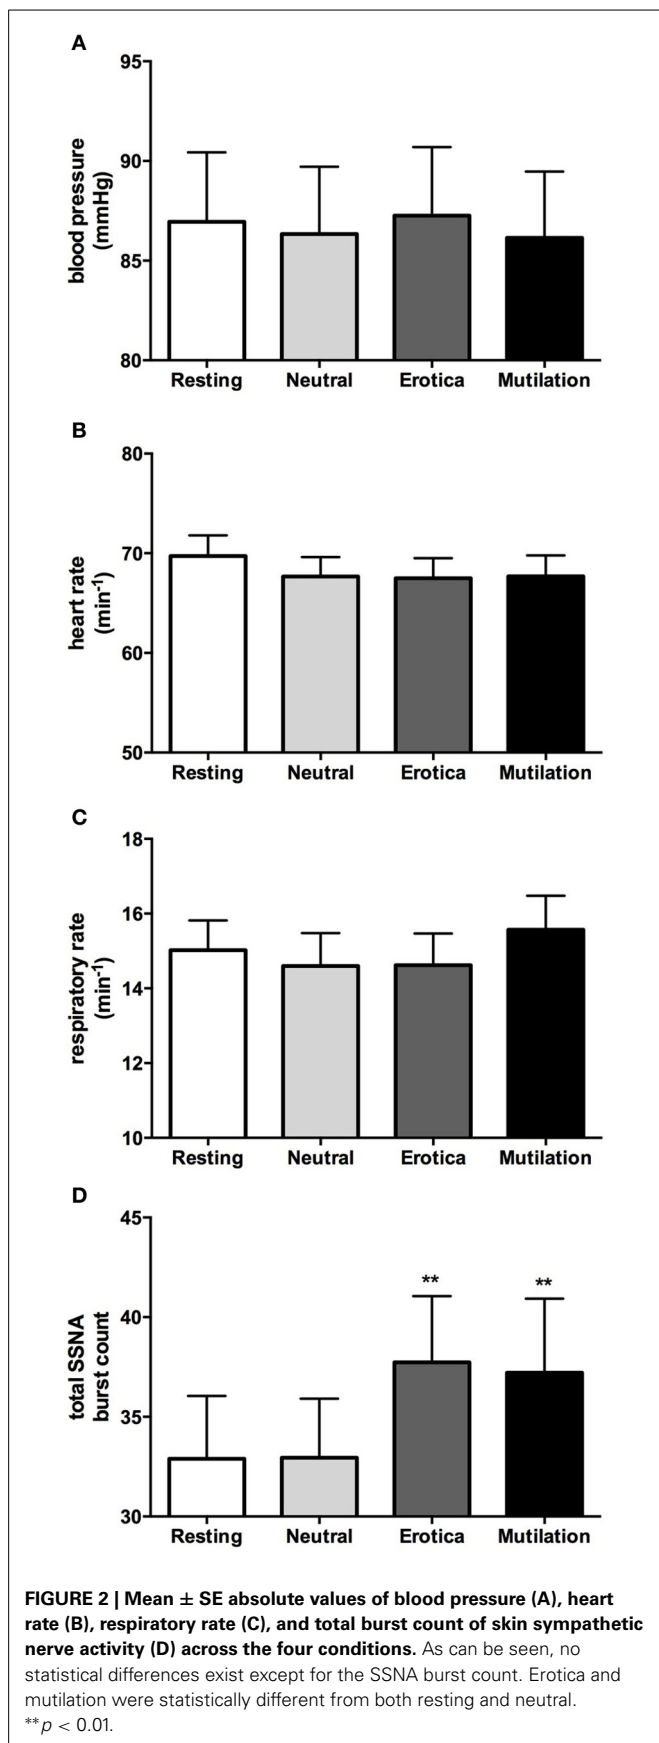 A
95
90
85
80
blood pressure
(mmHg)
Resting Neutral Erotica Mutilation
B
80
70
60
50
heart rate
(min-1)
Resting Neutral Erotica Mutilation
C
18
16
14
12
10
respiratory rate
(min-1)
Resting Neutral Erotica Mutilation
D
45
40
35
30
total SSNA
burst count
** **
Resting Neutral Erotica Mutilation
FIGURE 2 | Mean ± SE absolute values of blood pressure (A), heart
rate (B), respiratory rate (C), and total burst count of skin sympathetic
nerve activity (D) across the four conditions. As can be seen, no
statistical differences exist except for the SSNA burst count. Erotica and
mutilation were statistically different from both resting and neutral.
**p < 0.01.